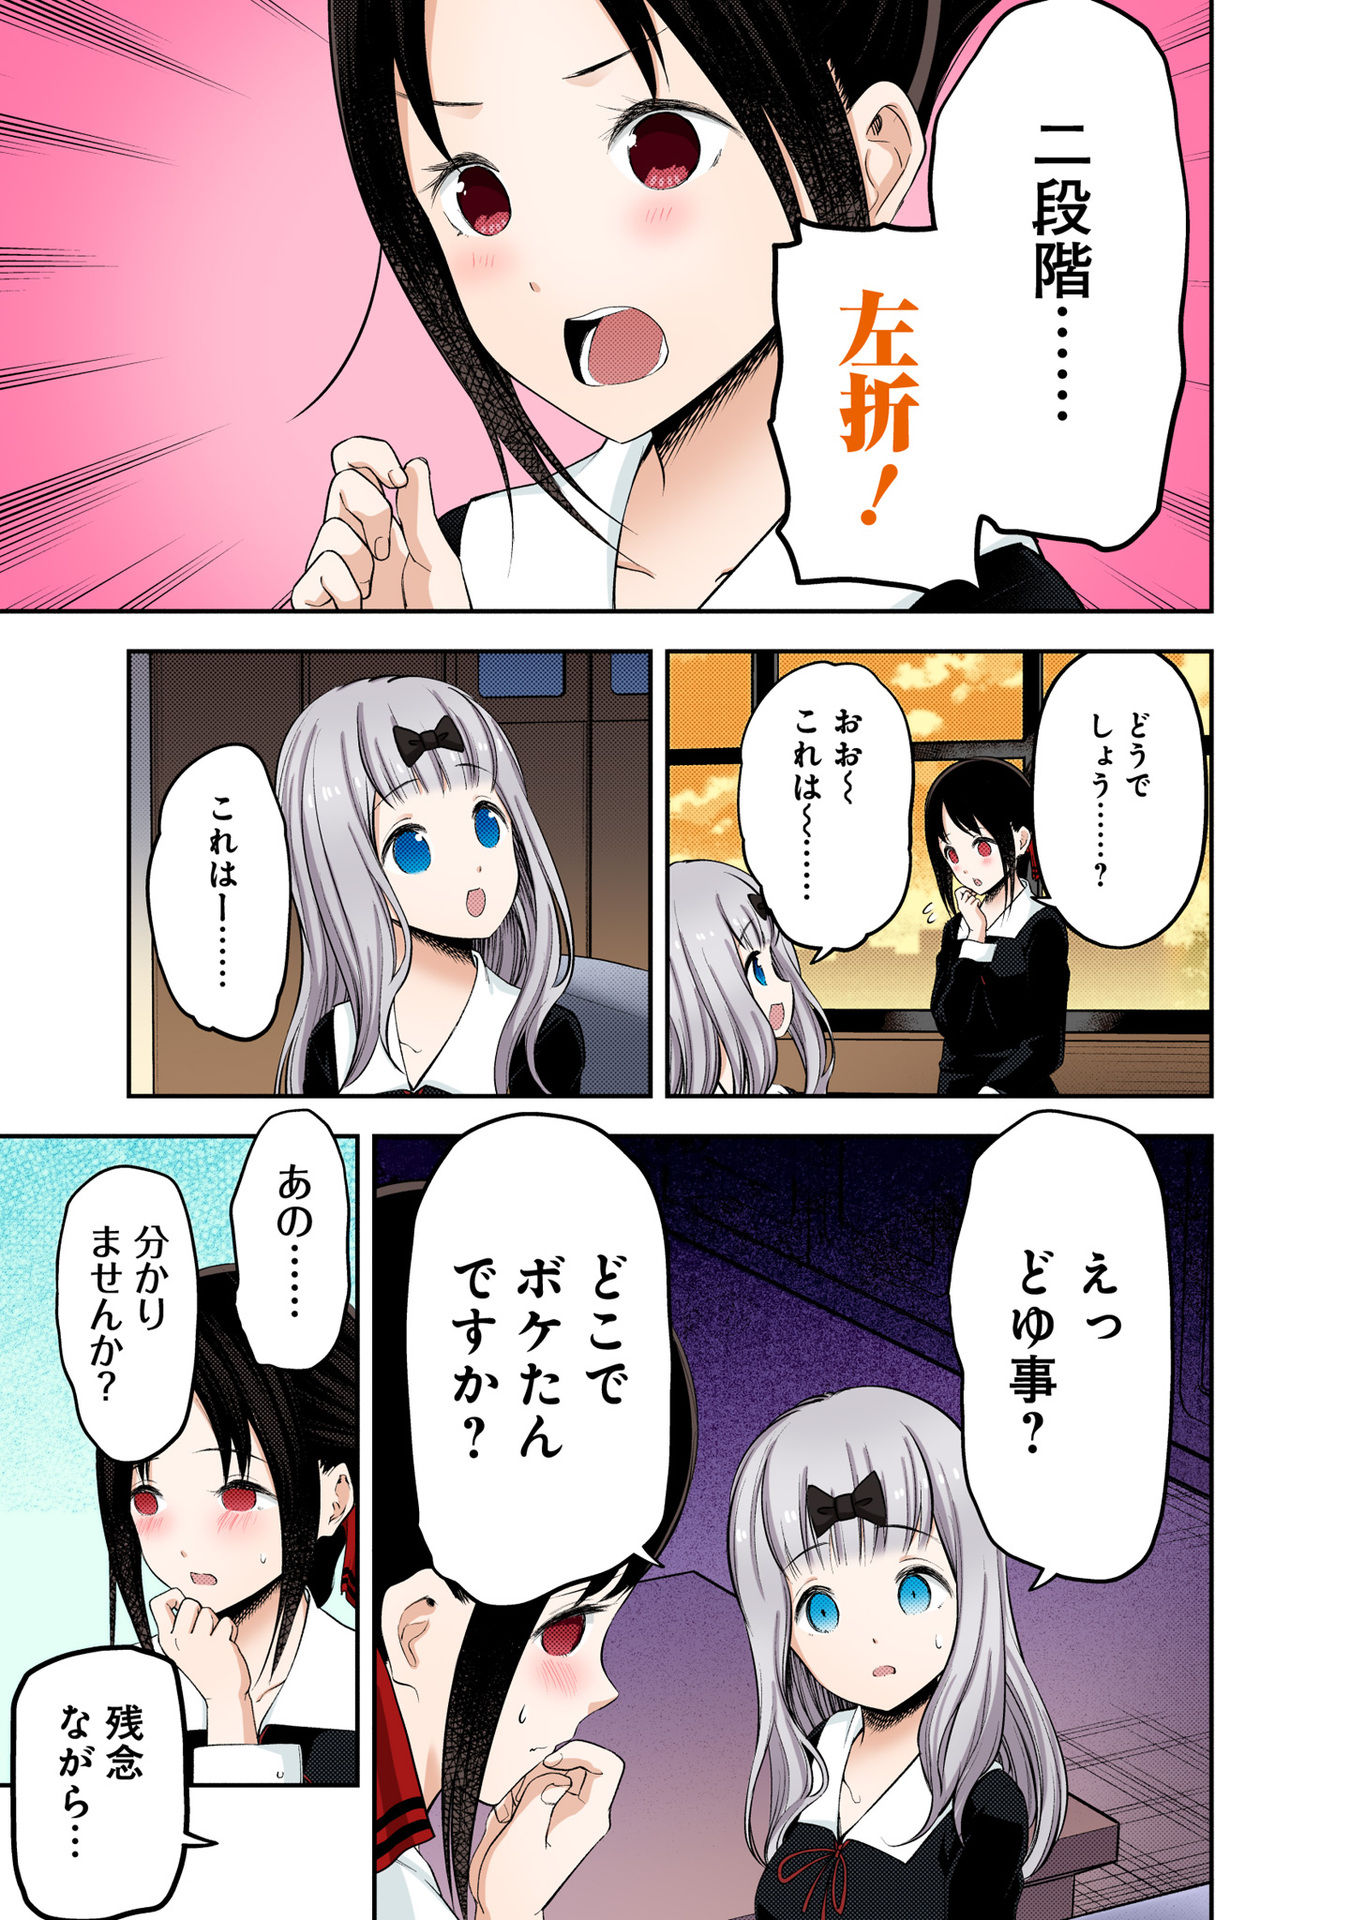 二段階……
左折！
どうで
しょう……？
おお〜
これは〜……
これはー……
えっ
どゆ事？
どこで
ボケたん
ですか？
あの……
分かり
ませんか？
残念
ながら…